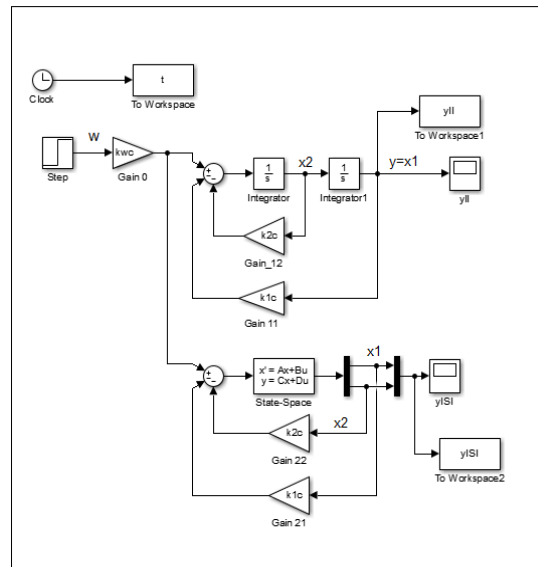 t
Clock
To Workspace
yII
To Workspace1
W
kwc
Step
Gain 0
+
−
−
1
s
Integrator
x2
1
s
Integrator1
y=x1
yII
k2c
Gain_12
k1c
Gain 11
+
−
−
x' = Ax+Bu
y = Cx+Du
State-Space
x1
yISI
k2c
x2
Gain 22
yISI
To Workspace2
k1c
Gain 21